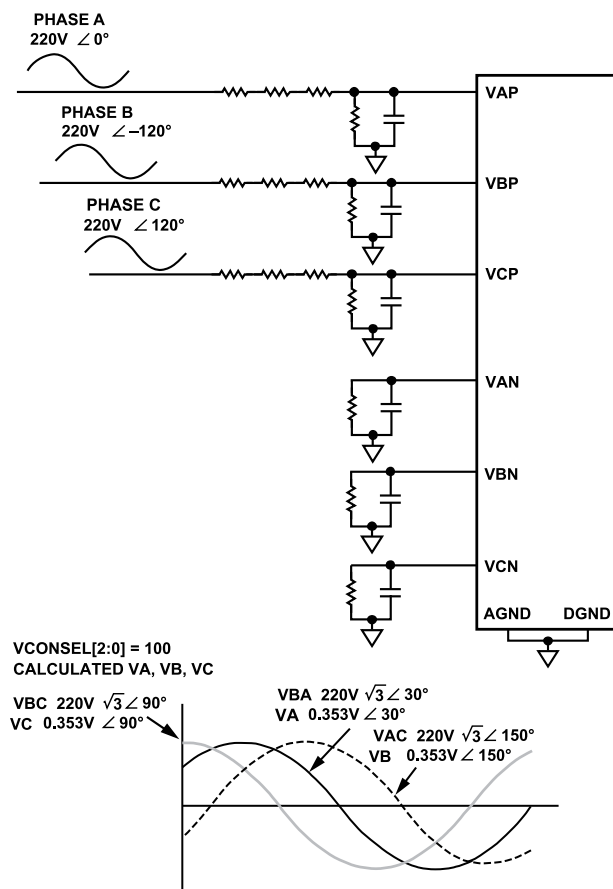 PHASE A
220V ∠ 0°
PHASE B
220V ∠ −120°
PHASE C
220V ∠ 120°
VAP
VBP
VCP
VAN
VBN
VCN
AGND DGND
VCONSEL[2:0] = 100
CALCULATED VA, VB, VC
VBC 220V √3 ∠ 90°
VC 0.353V ∠ 90°
VBA 220V √3 ∠ 30°
VA 0.353V ∠ 30°
VAC 220V √3 ∠ 150°
VB 0.353V ∠ 150°